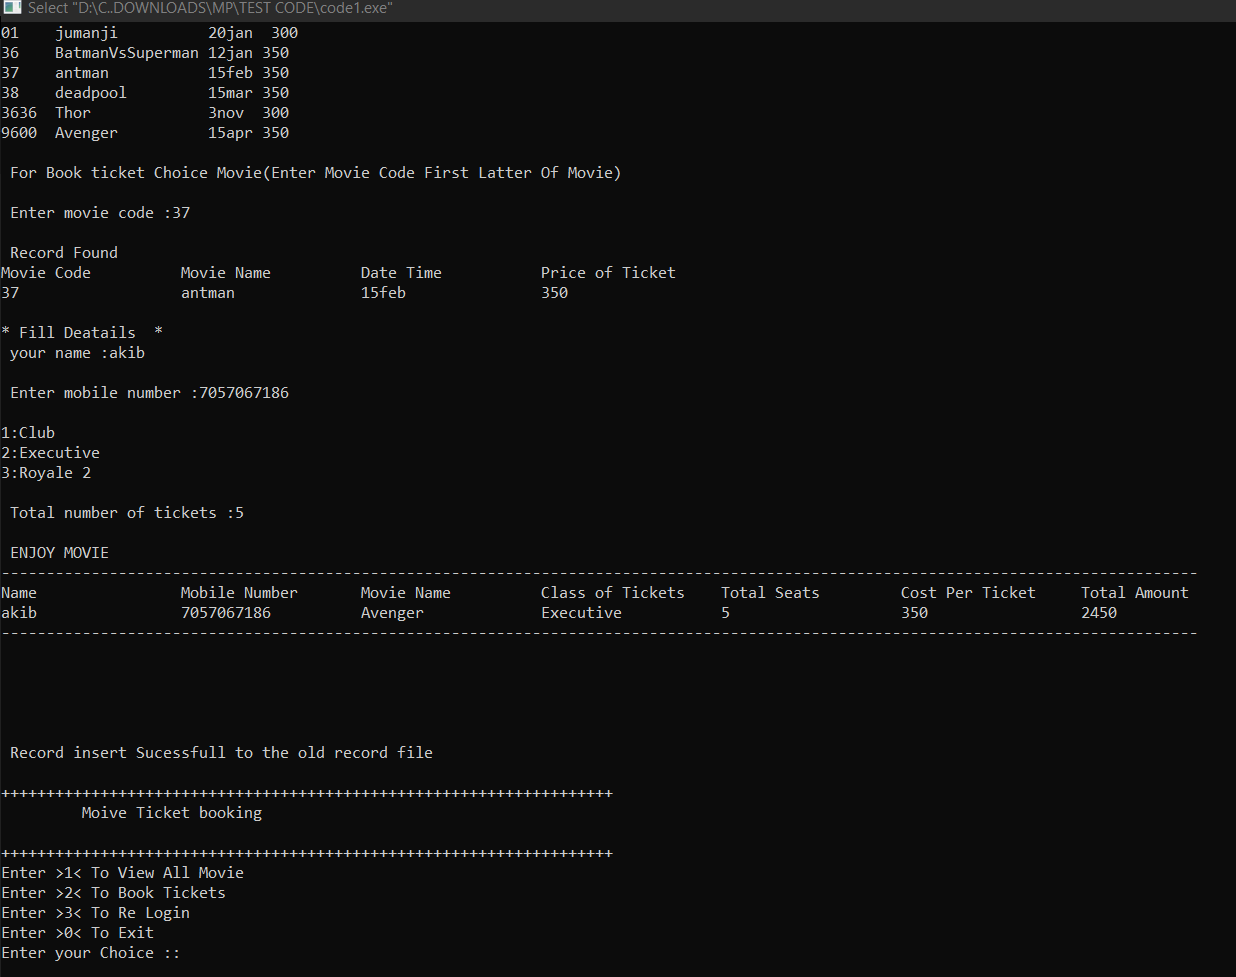 Select "D:\C..DOWNLOADS\MP\TEST CODE\code1.exe"
01    jumanji          20jan  300
36    BatmanVsSuperman 12jan 350
37    antman           15feb 350
38    deadpool         15mar 350
3636  Thor             3nov  300
9600  Avenger          15apr 350
For Book ticket Choice Movie(Enter Movie Code First Latter Of Movie)
Enter movie code :37
Record Found
Movie Code          Movie Name          Date Time           Price of Ticket
37                  antman              15feb               350
* Fill Deatails  *
your name :akib
Enter mobile number :7057067186
1:Club
2:Executive
3:Royale 2
Total number of tickets :5
ENJOY MOVIE
-------------------------------------------------------------------------------------------------------------------------------------
Name                Mobile Number       Movie Name          Class of Tickets    Total Seats         Cost Per Ticket     Total Amount
akib                7057067186          Avenger             Executive           5                   350                 2450
-------------------------------------------------------------------------------------------------------------------------------------
Record insert Sucessfull to the old record file
++++++++++++++++++++++++++++++++++++++++++++++++++++++++++++++++++++
Moive Ticket booking
++++++++++++++++++++++++++++++++++++++++++++++++++++++++++++++++++++
Enter >1< To View All Movie
Enter >2< To Book Tickets
Enter >3< To Re Login
Enter >0< To Exit
Enter your Choice ::